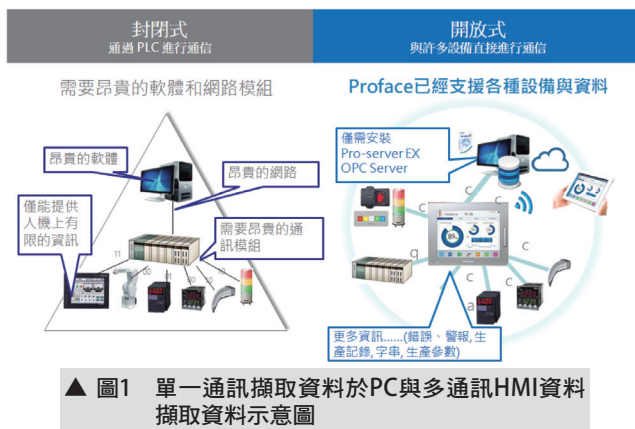 封閉式
通過 PLC 進行通信
開放式
與許多設備直接進行通信
需要昂貴的軟體和網路模組
Proface已經支援各種設備與資料
昂貴的軟體
昂貴的網路
僅能提供
人機上有
限的資訊
需要昂貴的通
訊模組
11
00
01
00
10
10
僅需安裝
Pro-server EX
OPC Server
c
c
c
c
q
c
c
a
89%
更多資訊......(錯誤、警報, 生
產記錄, 字串, 生產參數)
▲ 圖1 單一通訊擷取資料於PC與多通訊HMI資料
擷取資料示意圖